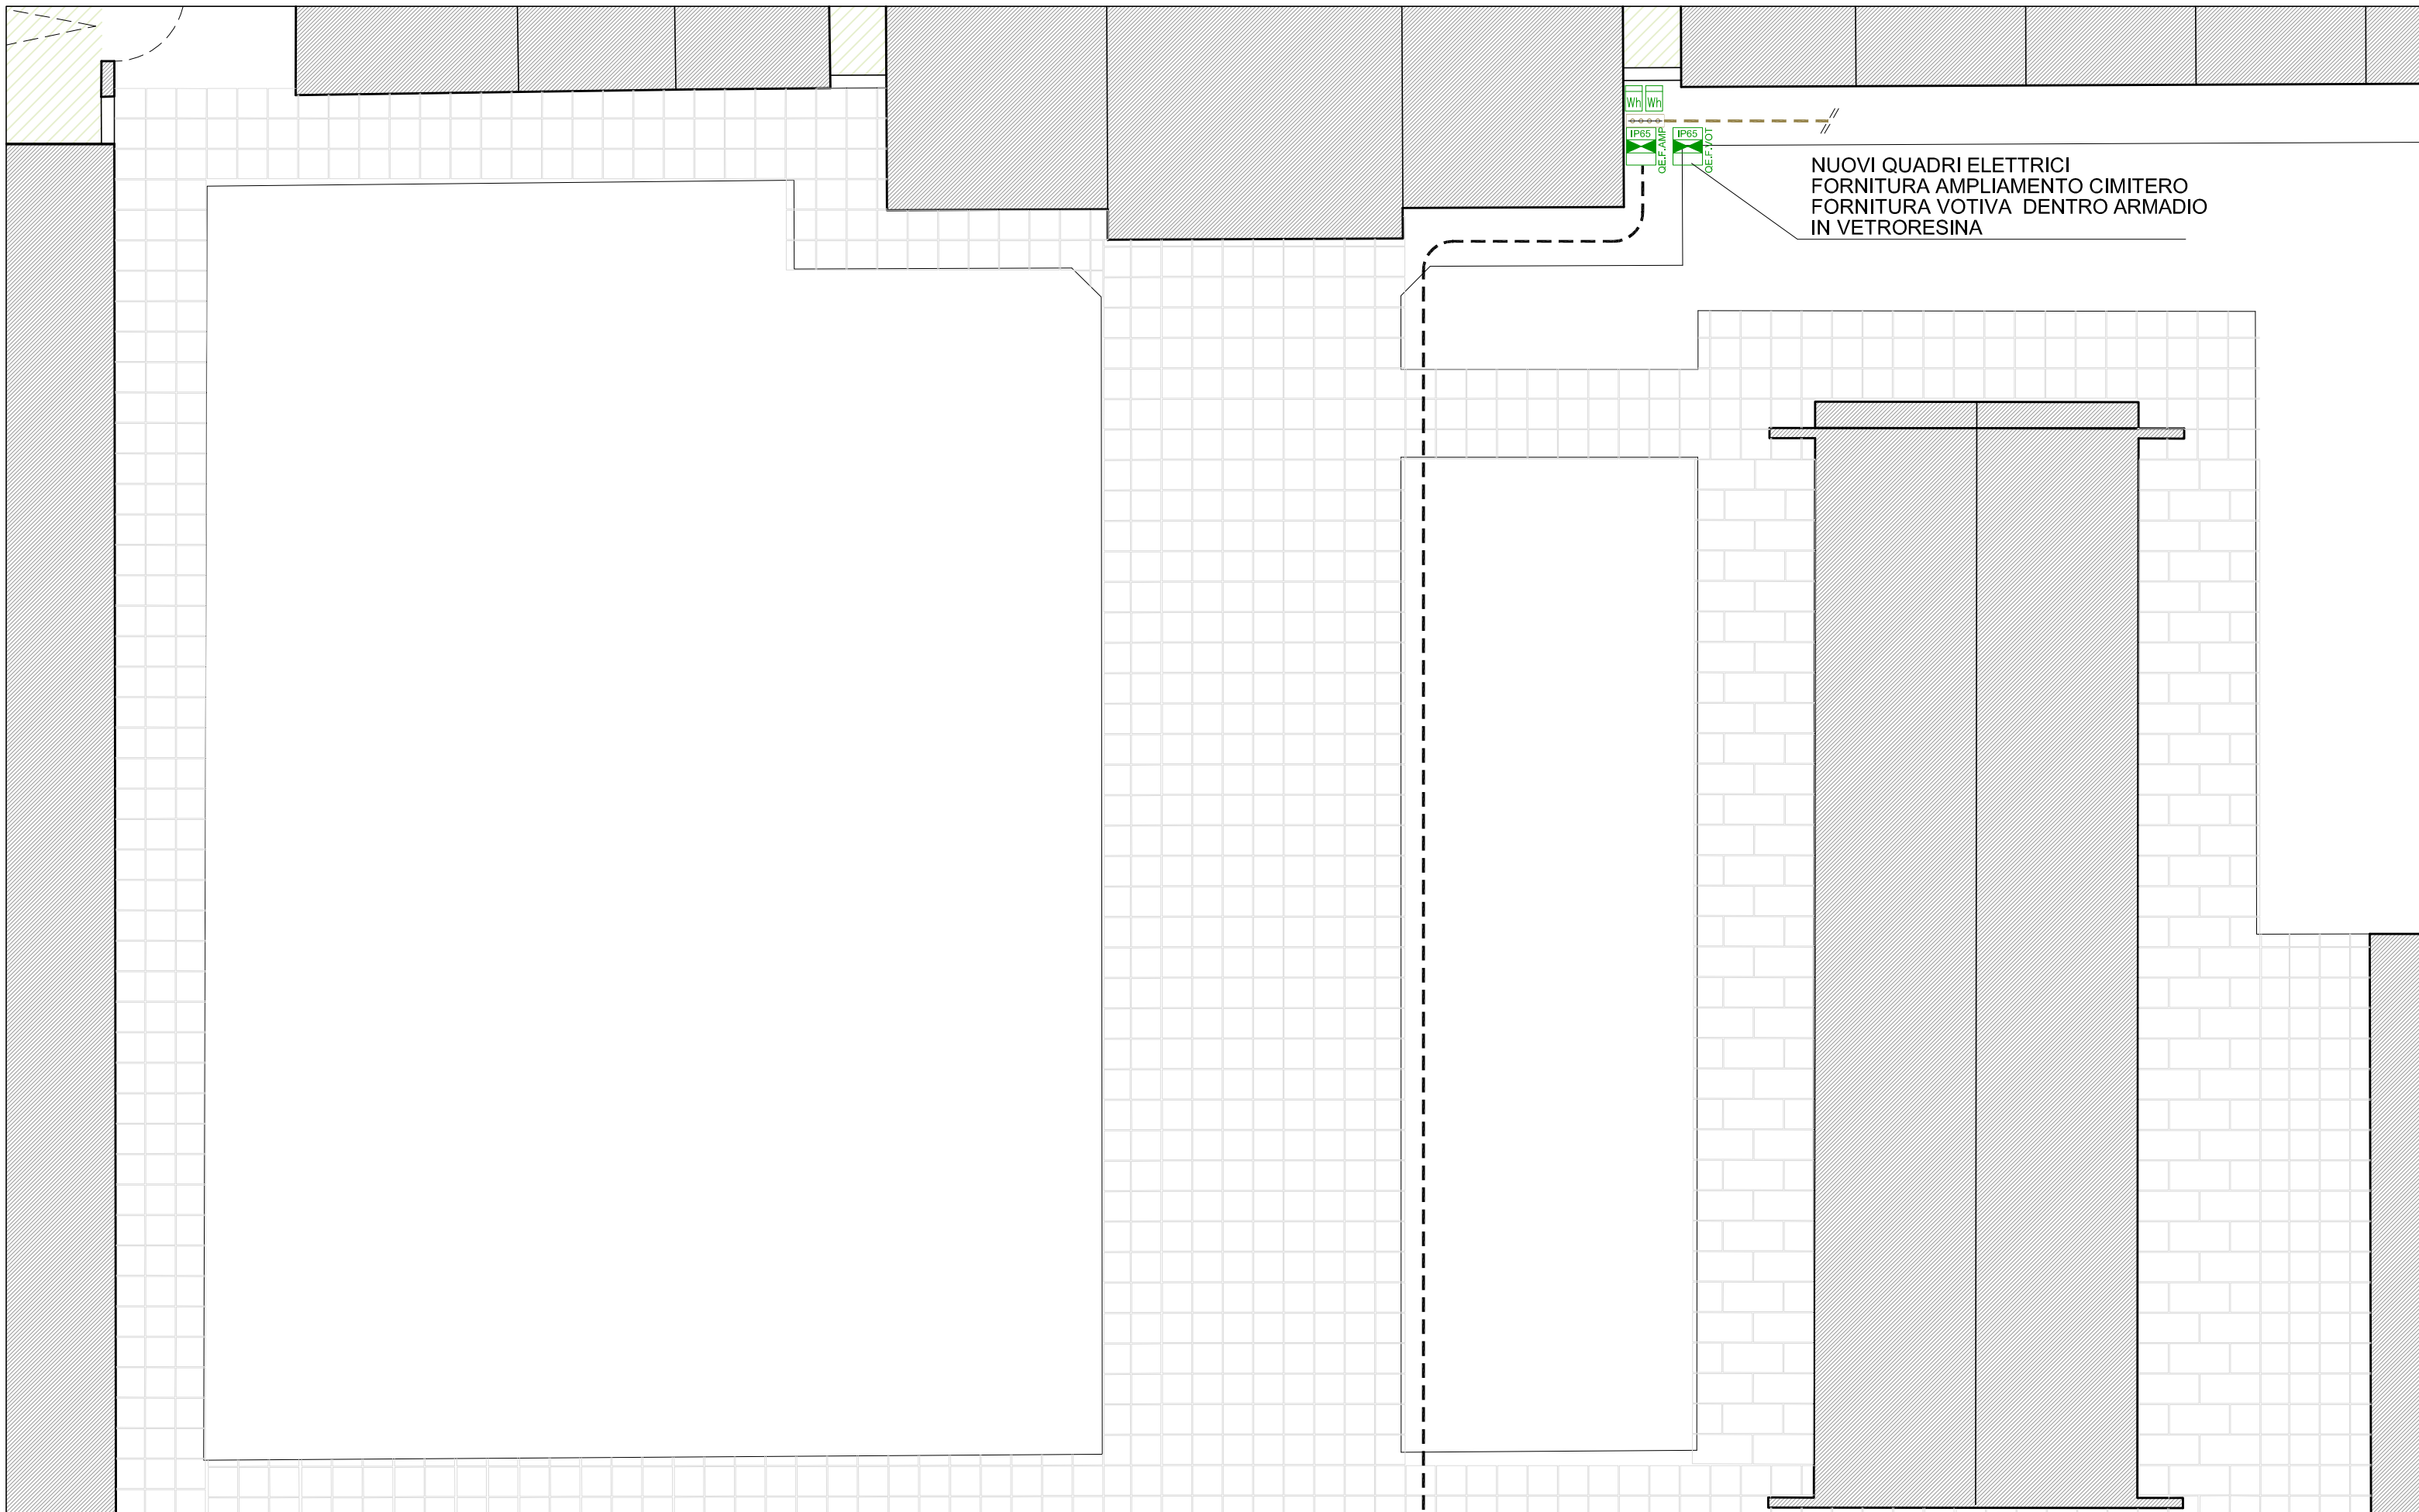 Wh Wh
IP65 IP65
QE.F.AMP
QE.F.VOT
NUOVI QUADRI ELETTRICI
FORNITURA AMPLIAMENTO CIMITERO
FORNITURA VOTIVA DENTRO ARMADIO
IN VETRORESINA